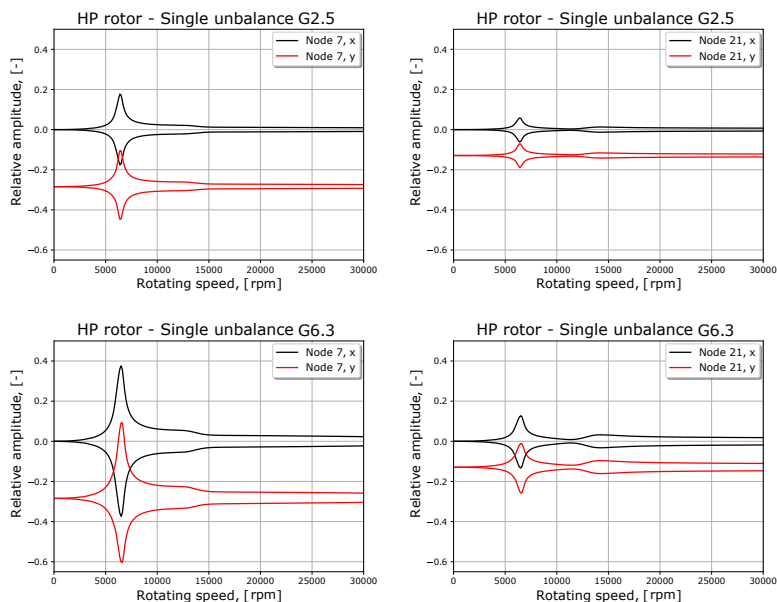 HP rotor - Single unbalance G2.5
Node 7, x
Node 7, y
0.4
0.2
0.0
−0.2
−0.4
−0.6
Relative amplitude, [-]
0 5000 10000 15000 20000 25000 30000
Rotating speed, [rpm]
HP rotor - Single unbalance G2.5
Node 21, x
Node 21, y
0.4
0.2
0.0
−0.2
−0.4
−0.6
Relative amplitude, [-]
0 5000 10000 15000 20000 25000 30000
Rotating speed, [rpm]
HP rotor - Single unbalance G6.3
Node 7, x
Node 7, y
0.4
0.2
0.0
−0.2
−0.4
−0.6
Relative amplitude, [-]
0 5000 10000 15000 20000 25000 30000
Rotating speed, [rpm]
HP rotor - Single unbalance G6.3
Node 21, x
Node 21, y
0.4
0.2
0.0
−0.2
−0.4
−0.6
Relative amplitude, [-]
0 5000 10000 15000 20000 25000 30000
Rotating speed, [rpm]